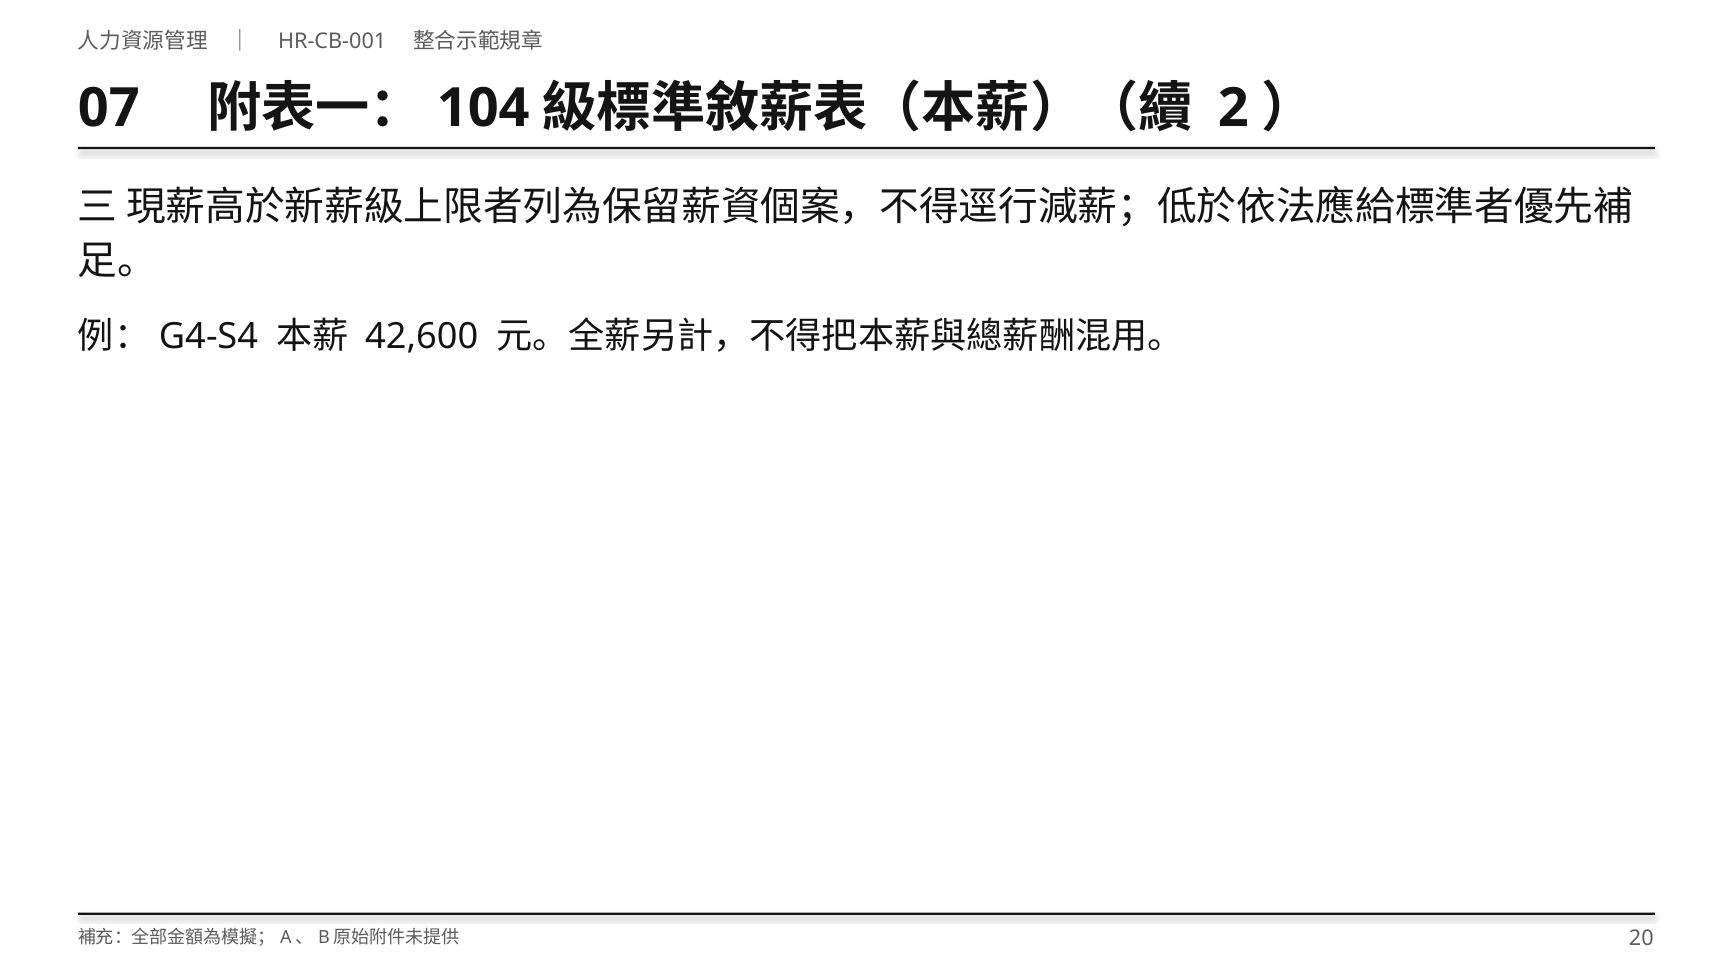 人力資源管理 ｜ HR-CB-001 整合示範規章
07 附表一：104級標準敘薪表（本薪）（續 2）
三 現薪高於新薪級上限者列為保留薪資個案，不得逕行減薪；低於依法應給標準者優先補
足。
例：G4-S4 本薪 42,600 元。全薪另計，不得把本薪與總薪酬混用。
補充：全部金額為模擬；A、B原始附件未提供
20